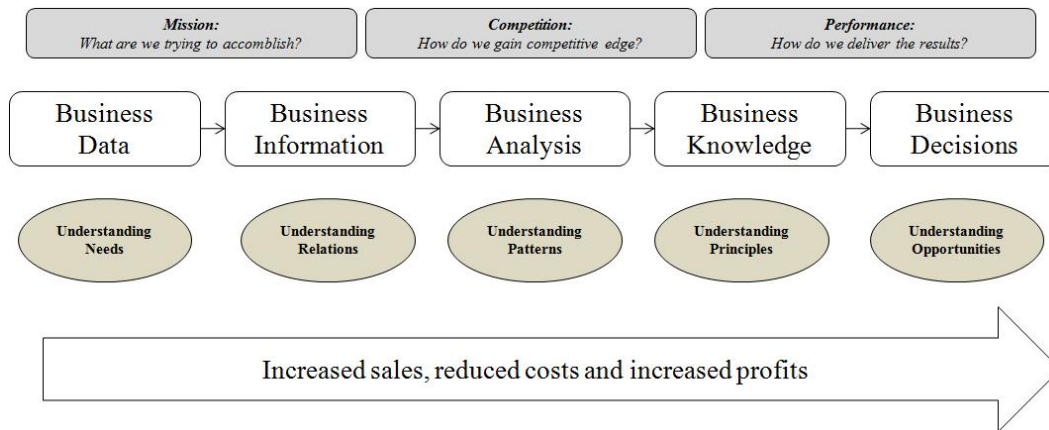 Mission:
What are we trying to accomplish?
Competition:
How do we gain competitive edge?
Performance:
How do we deliver the results?
Business
Data
Business
Information
Business
Analysis
Business
Knowledge
Business
Decisions
Understanding
Needs
Understanding
Relations
Understanding
Patterns
Understanding
Principles
Understanding
Opportunities
Increased sales, reduced costs and increased profits